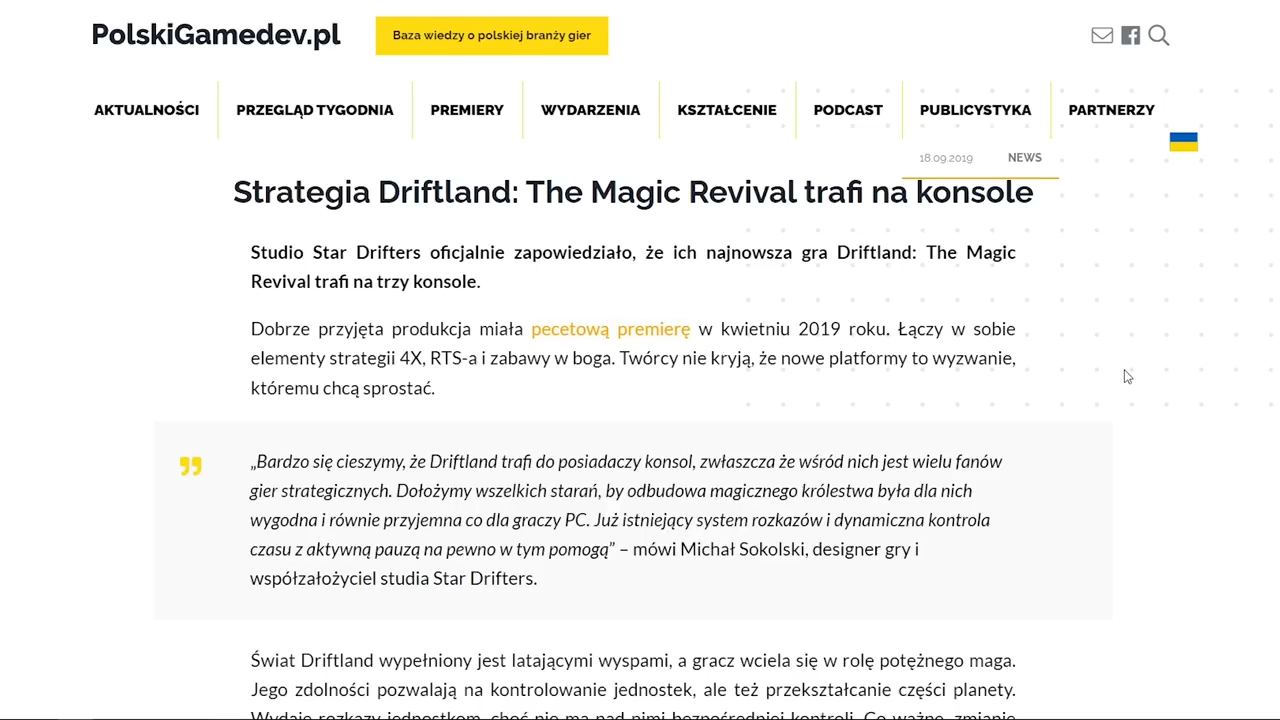 PolskiGamedev.pl
Baza wiedzy o polskiej branży gier
AKTUALNOŚCI PRZEGLĄD TYGODNIA PREMIERY WYDARZENIA KSZTAŁCENIE PODCAST PUBLICYSTYKA PARTNERZY
18.09.2019 NEWS
Strategia Driftland: The Magic Revival trafi na konsole
Studio Star Drifters oficjalnie zapowiedziało, że ich najnowsza gra Driftland: The Magic
Revival trafi na trzy konsole.
Dobrze przyjęta produkcja miała pecetową premierę w kwietniu 2019 roku. Łączy w sobie
elementy strategii 4X, RTS-a i zabawy w boga. Twórcy nie kryją, że nowe platformy to wyzwanie,
któremu chcą sprostać.
„Bardzo się cieszymy, że Driftland trafi do posiadaczy konsol, zwłaszcza że wśród nich jest wielu fanów
gier strategicznych. Dołożymy wszelkich starań, by odbudowa magicznego królestwa była dla nich
wygodna i równie przyjemna co dla graczy PC. Już istniejący system rozkazów i dynamiczna kontrola
czasu z aktywną pauzą na pewno w tym pomogą” – mówi Michał Sokolski, designer gry i
współzałożyciel studia Star Drifters.
Świat Driftland wypełniony jest latającymi wyspami, a gracz wciela się w rolę potężnego maga.
Jego zdolności pozwalają na kontrolowanie jednostek, ale też przekształcanie części planety.
Wydaje rozkazy jednostkom, choć nie ma nad nimi bezpośredniej kontroli. Co ważne, zmianie